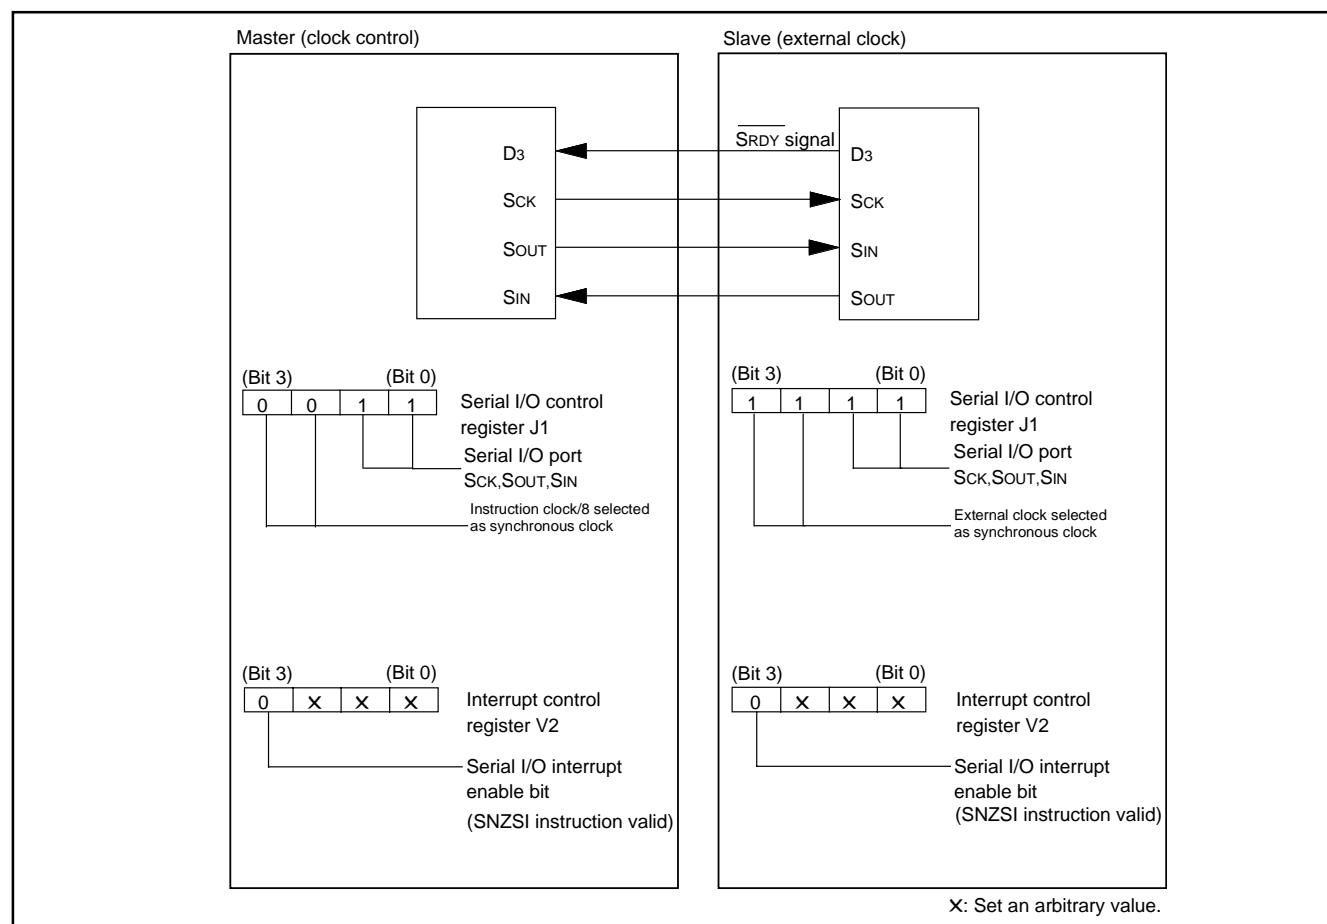 Master (clock control)
Slave (external clock)
SRDY signal
D3
D3
SCK
SCK
SOUT
SIN
SIN
SOUT
(Bit 3)
(Bit 0)
0 0 1 1
Serial I/O control
register J1
Serial I/O port
SCK,SOUT,SIN
Instruction clock/8 selected
as synchronous clock
(Bit 3)
(Bit 0)
1 1 1 1
Serial I/O control
register J1
Serial I/O port
SCK,SOUT,SIN
External clock selected
as synchronous clock
(Bit 3)
(Bit 0)
0 × × ×
Interrupt control
register V2
Serial I/O interrupt
enable bit
(SNZSI instruction valid)
(Bit 3)
(Bit 0)
0 × × ×
Interrupt control
register V2
Serial I/O interrupt
enable bit
(SNZSI instruction valid)
×: Set an arbitrary value.